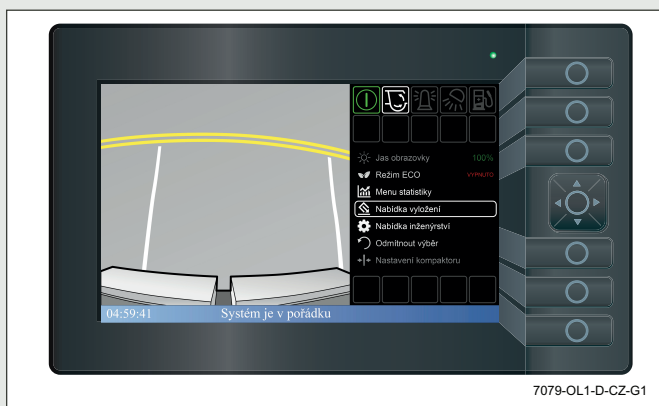 Jas obrazovky 100%
Režim ECO VYPNUTO
Menu statistiky
Nabídka vyložení
Nabídka inženýrství
Odmítnout výběr
Nastavení kompaktoru
04:59:41 Systém je v pořádku
7079-OL1-D-CZ-G1